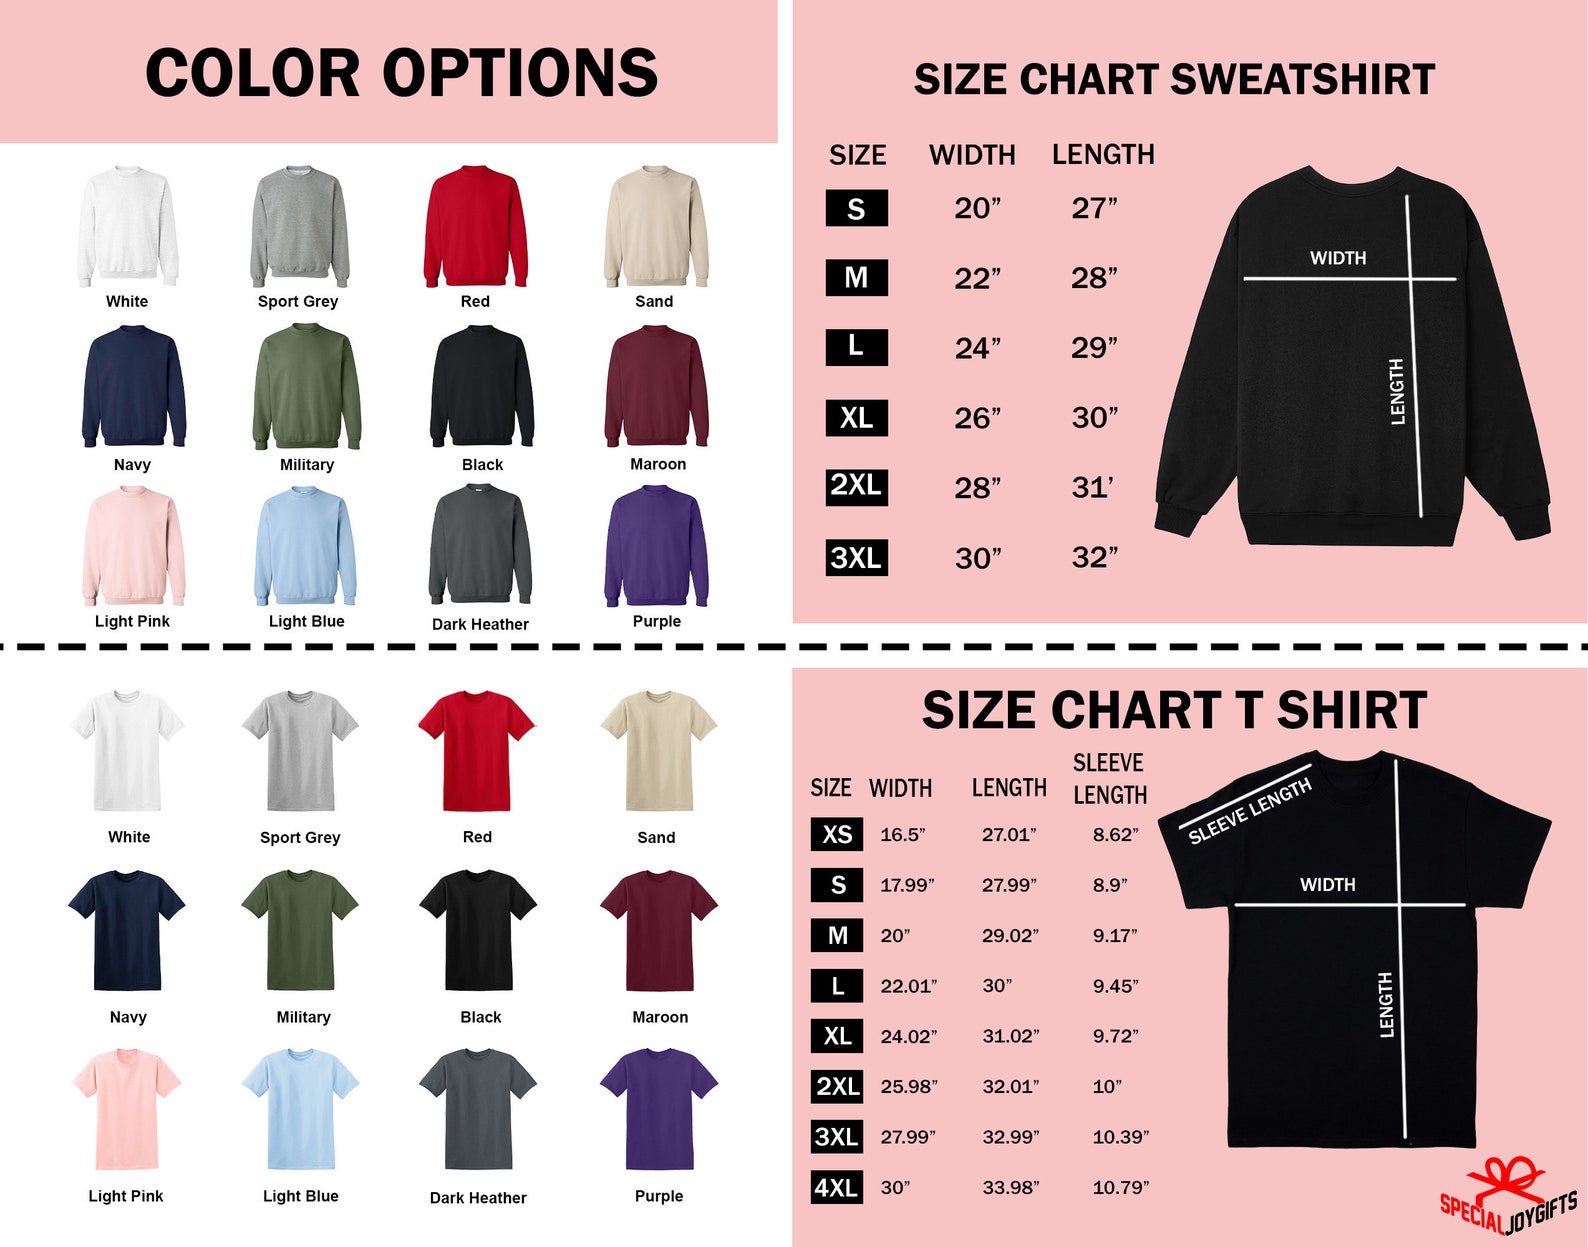 COLOR OPTIONS
White
Sport Grey
Red
Sand
Navy
Military
Black
Maroon
Light Pink
Light Blue
Dark Heather
Purple
SIZE CHART SWEATSHIRT
SIZE WIDTH LENGTH
S 20” 27”
M 22” 28”
L 24” 29”
XL 26” 30”
2XL 28” 31’
3XL 30” 32”
WIDTH
LENGTH
White
Sport Grey
Red
Sand
Navy
Military
Black
Maroon
Light Pink
Light Blue
Dark Heather
Purple
SIZE CHART T SHIRT
SIZE WIDTH LENGTH SLEEVE
LENGTH
XS 16.5” 27.01” 8.62”
S 17.99” 27.99” 8.9”
M 20” 29.02” 9.17”
L 22.01” 30” 9.45”
XL 24.02” 31.02” 9.72”
2XL 25.98” 32.01” 10”
3XL 27.99” 32.99” 10.39”
4XL 30” 33.98” 10.79”
SLEEVE LENGTH
WIDTH
LENGTH
SPECIALJOYGIFTS